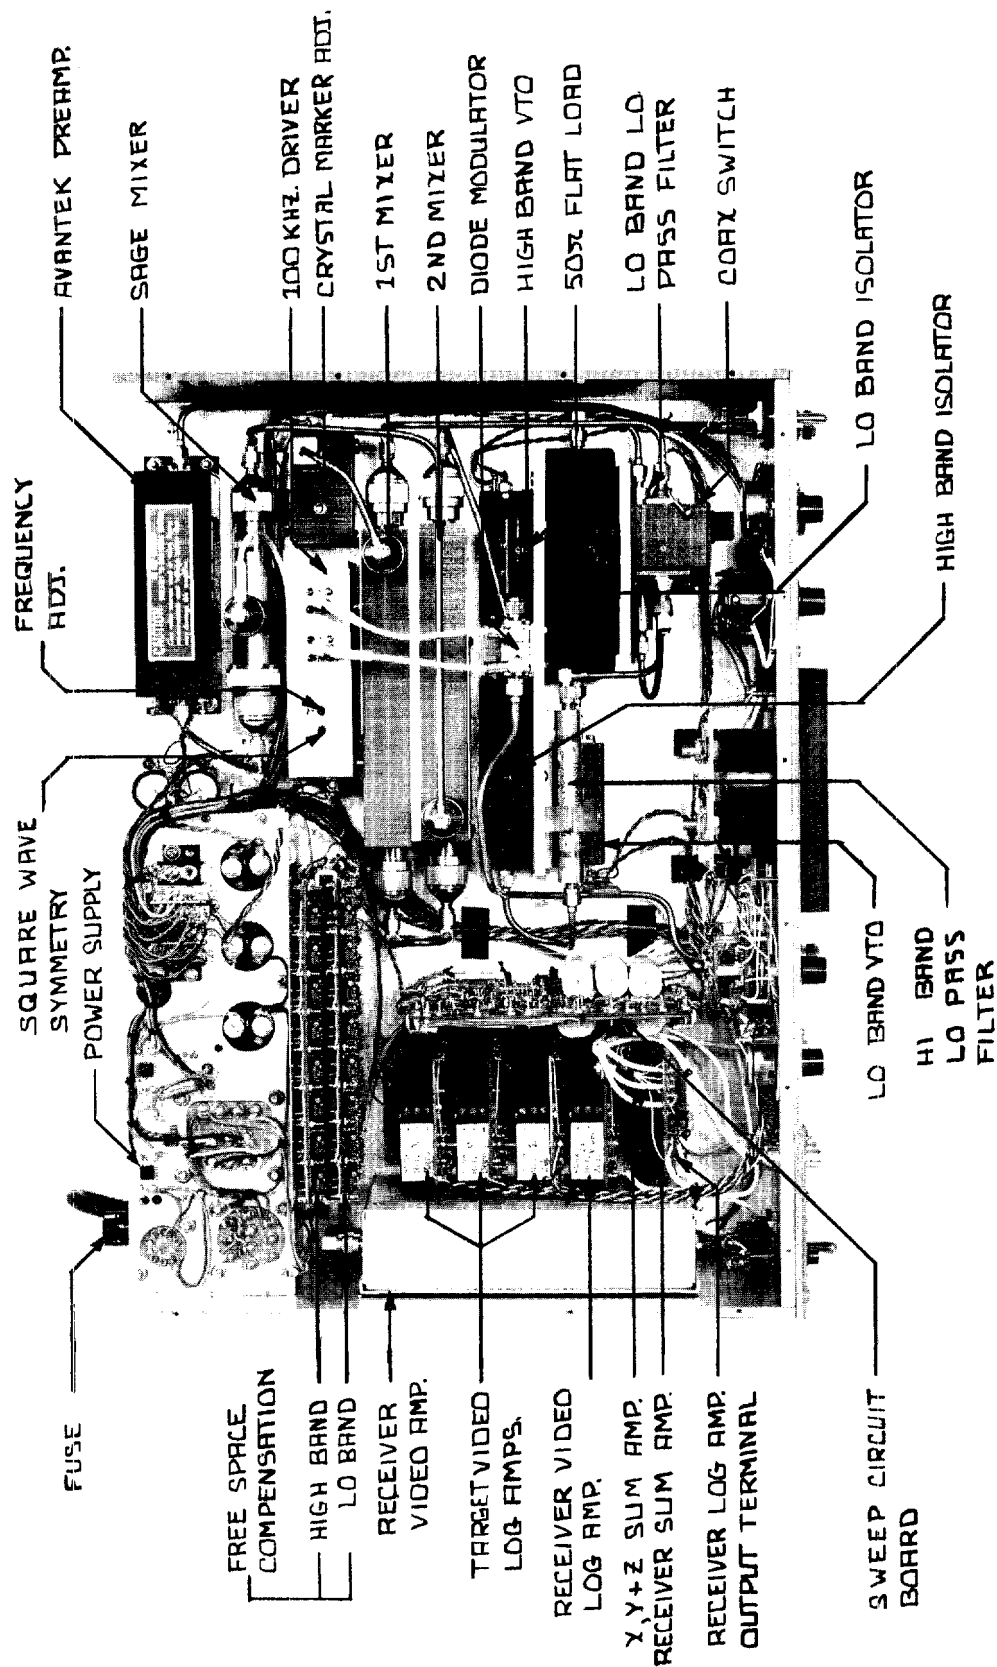 FUSE
SQUARE WAVE
SYMMETRY
POWER SUPPLY
FREQUENCY
ADJ.
AVANTEK PREAMP.
SAGE MIXER
100KHZ. DRIVER
CRYSTAL MARKER ADJ.
1ST MIXER
2ND MIXER
DIODE MODULATOR
HIGH BAND VTO
50Ω FLAT LOAD
LO BAND LO.
PASS FILTER
COAX SWITCH
LO BAND ISOLATOR
HIGH BAND ISOLATOR
FREE SPACE
COMPENSATION
HIGH BAND
LO BAND
RECEIVER
VIDEO AMP.
TARGET VIDEO
LOG AMPS.
RECEIVER VIDEO
LOG AMP.
X,Y+Z SUM AMP.
RECEIVER SUM AMP.
RECEIVER LOG AMP.
OUTPUT TERMINAL
SWEEP CIRCUIT
BOARD
LO BAND VTO
HI BAND
LO PASS
FILTER